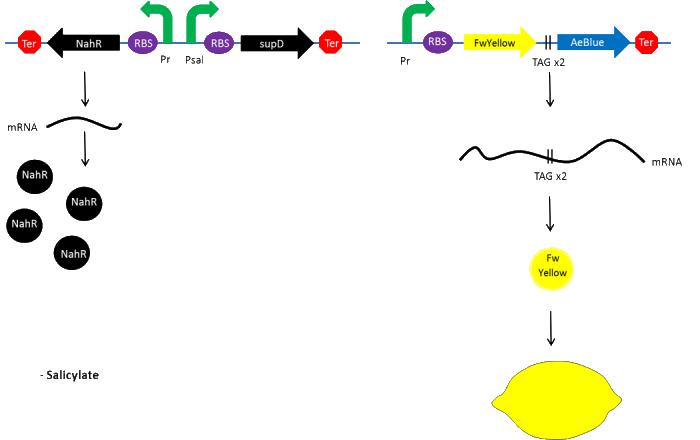 Ter NahR RBS Pr Psal RBS supD Ter
Pr RBS FwYellow TAG x2 AeBlue Ter
mRNA
NahR
NahR
NahR
NahR
mRNA
TAG x2
Fw
Yellow
- Salicylate